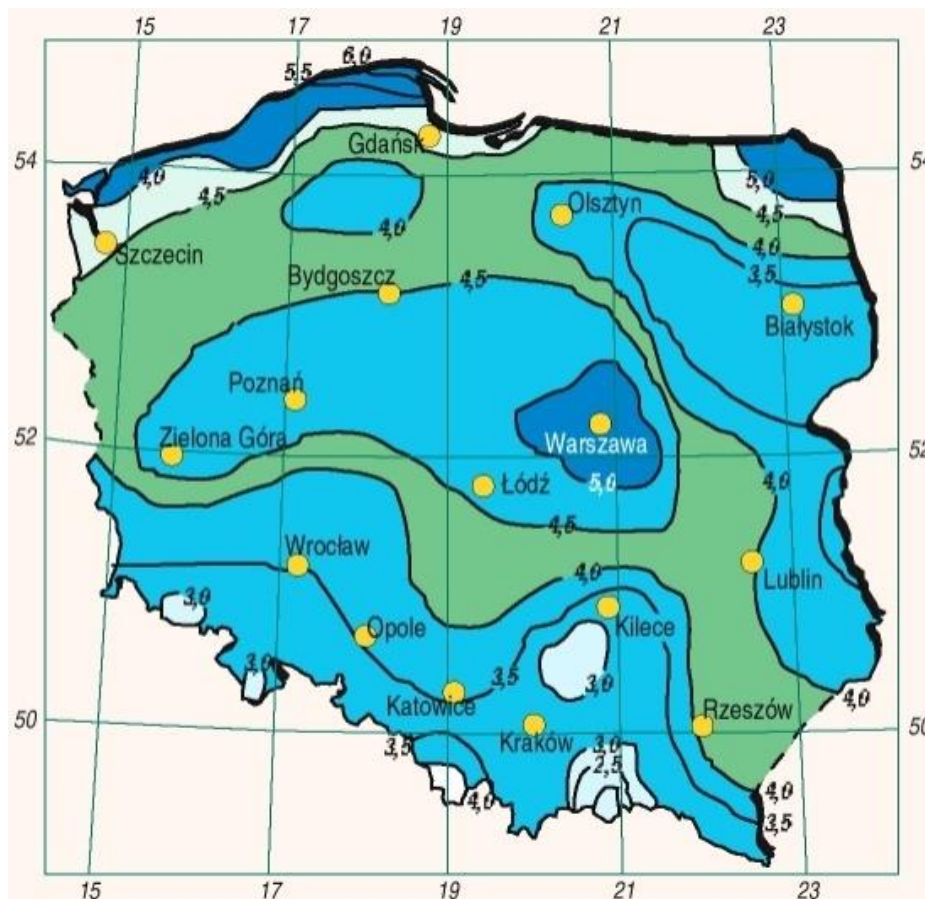 15 17 19 21 23
6,0
5,5
Gdańsk
54 54
4,0
5,0
4,5
Olsztyn
4,5
4,0
4,0
Szczecin
3,5
Bydgoszcz
4,5
Białystok
Poznań
52 Zielona Góra Warszawa 52
4,0
Łódź
5,0
4,5
Wrocław
4,0
Lublin
3,0
Opole
Kilece
3,0
3,5
3,0
4,0
Katowice
Rzeszów
50 50
Kraków
3,5
3,0
2,5
4,0
4,0
3,5
15 17 19 21 23